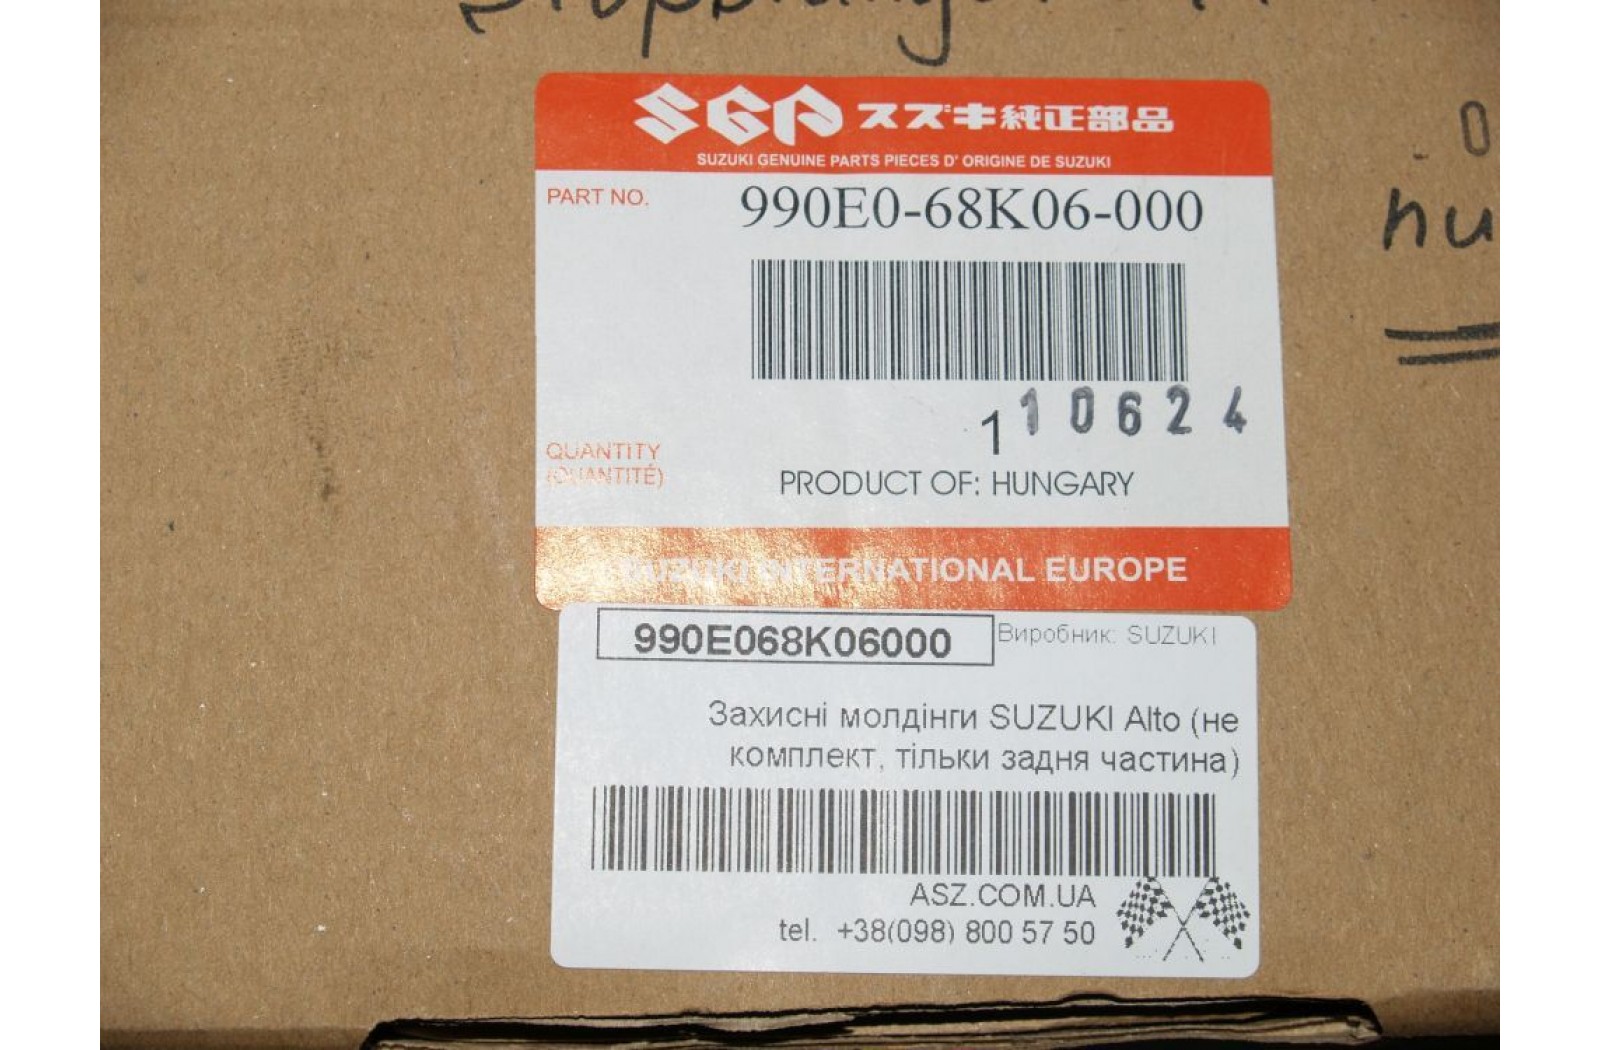 SGP スズキ純正部品
SUZUKI GENUINE PARTS PIECES D' ORIGINE DE SUZUKI
PART NO. 990E0-68K06-000
1 10624
QUANTITY
(QUANTITÉ)
PRODUCT OF: HUNGARY
SUZUKI INTERNATIONAL EUROPE
990E068K06000 Виробник: SUZUKI
Захисні молдінги SUZUKI Alto (не
комплект, тільки задня частина)
ASZ.COM.UA
tel. +38(098) 800 57 50